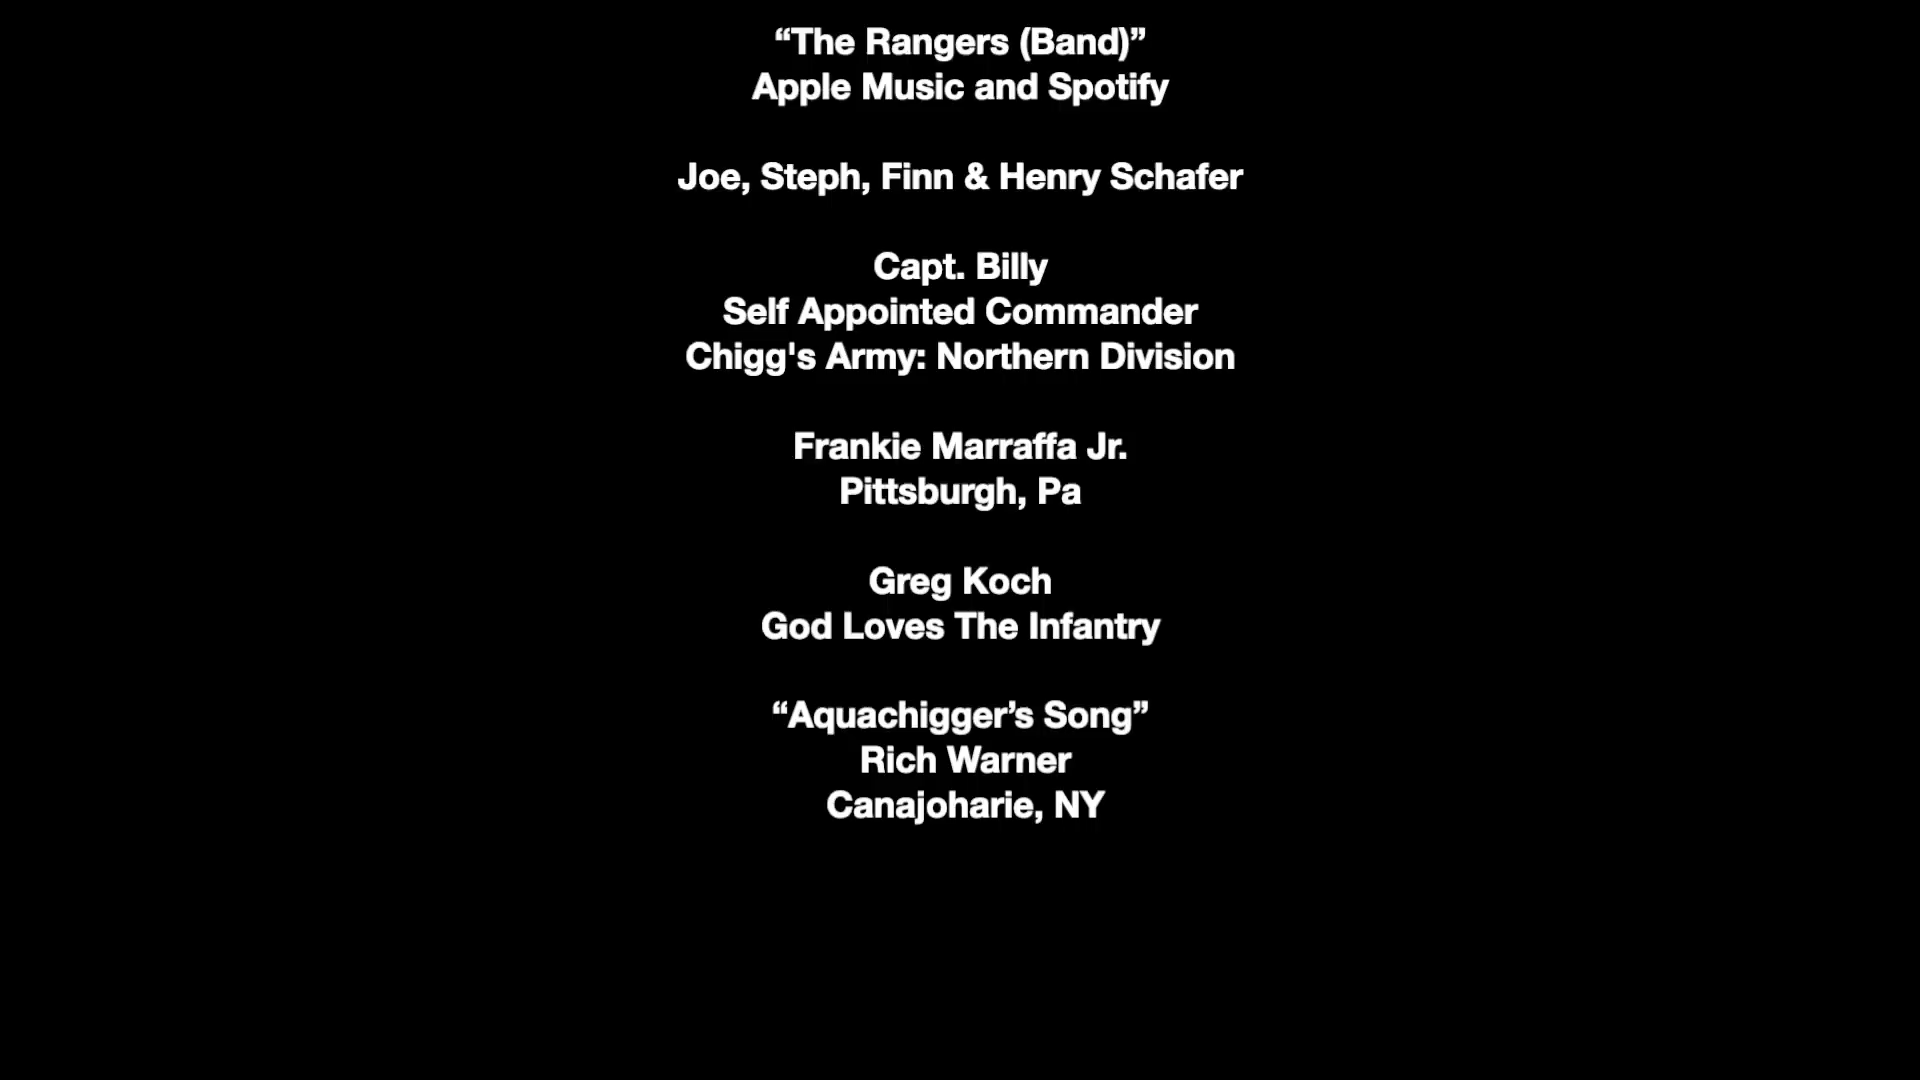 “The Rangers (Band)”
Apple Music and Spotify
Joe, Steph, Finn & Henry Schafer
Capt. Billy
Self Appointed Commander
Chigg's Army: Northern Division
Frankie Marraffa Jr.
Pittsburgh, Pa
Greg Koch
God Loves The Infantry
“Aquachigger’s Song”
Rich Warner
Canajoharie, NY